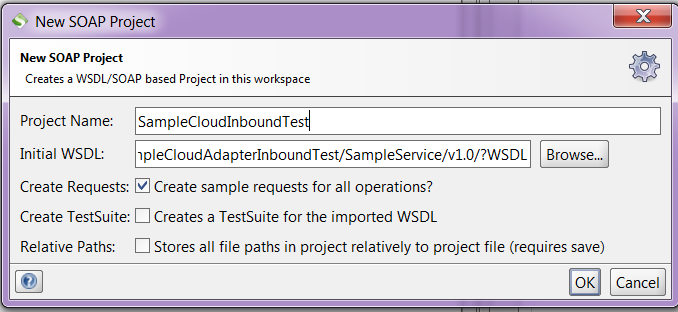 New SOAP Project
New SOAP Project
Creates a WSDL/SOAP based Project in this workspace
Project Name: SampleCloudInboundTest
Initial WSDL: npleCloudAdapterInboundTest/SampleService/v1.0/?WSDL Browse...
Create Requests: Create sample requests for all operations?
Create TestSuite: Creates a TestSuite for the imported WSDL
Relative Paths: Stores all file paths in project relatively to project file (requires save)
? OK Cancel